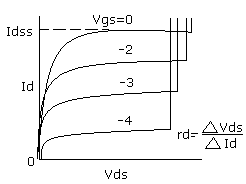 Vgs=0
Idss
-2
Id
-3
-4
rd= △Vds
△Id
0
Vds